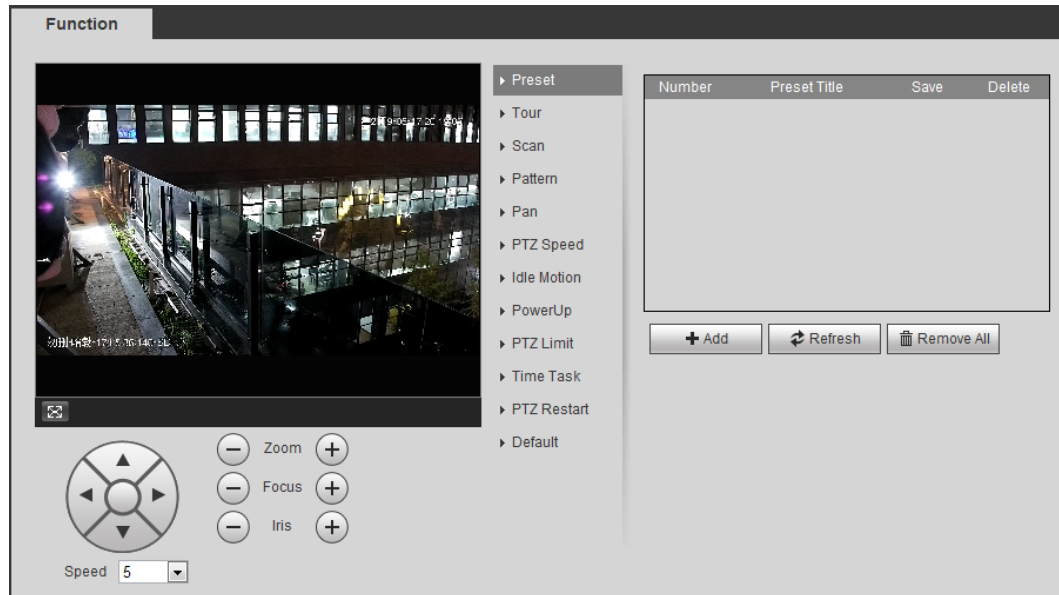 Function
Preset
Tour
Scan
Pattern
Pan
PTZ Speed
Idle Motion
PowerUp
PTZ Limit
Time Task
PTZ Restart
Default
Number Preset Title Save Delete
Add Refresh Remove All
Zoom
Focus
Iris
Speed 5